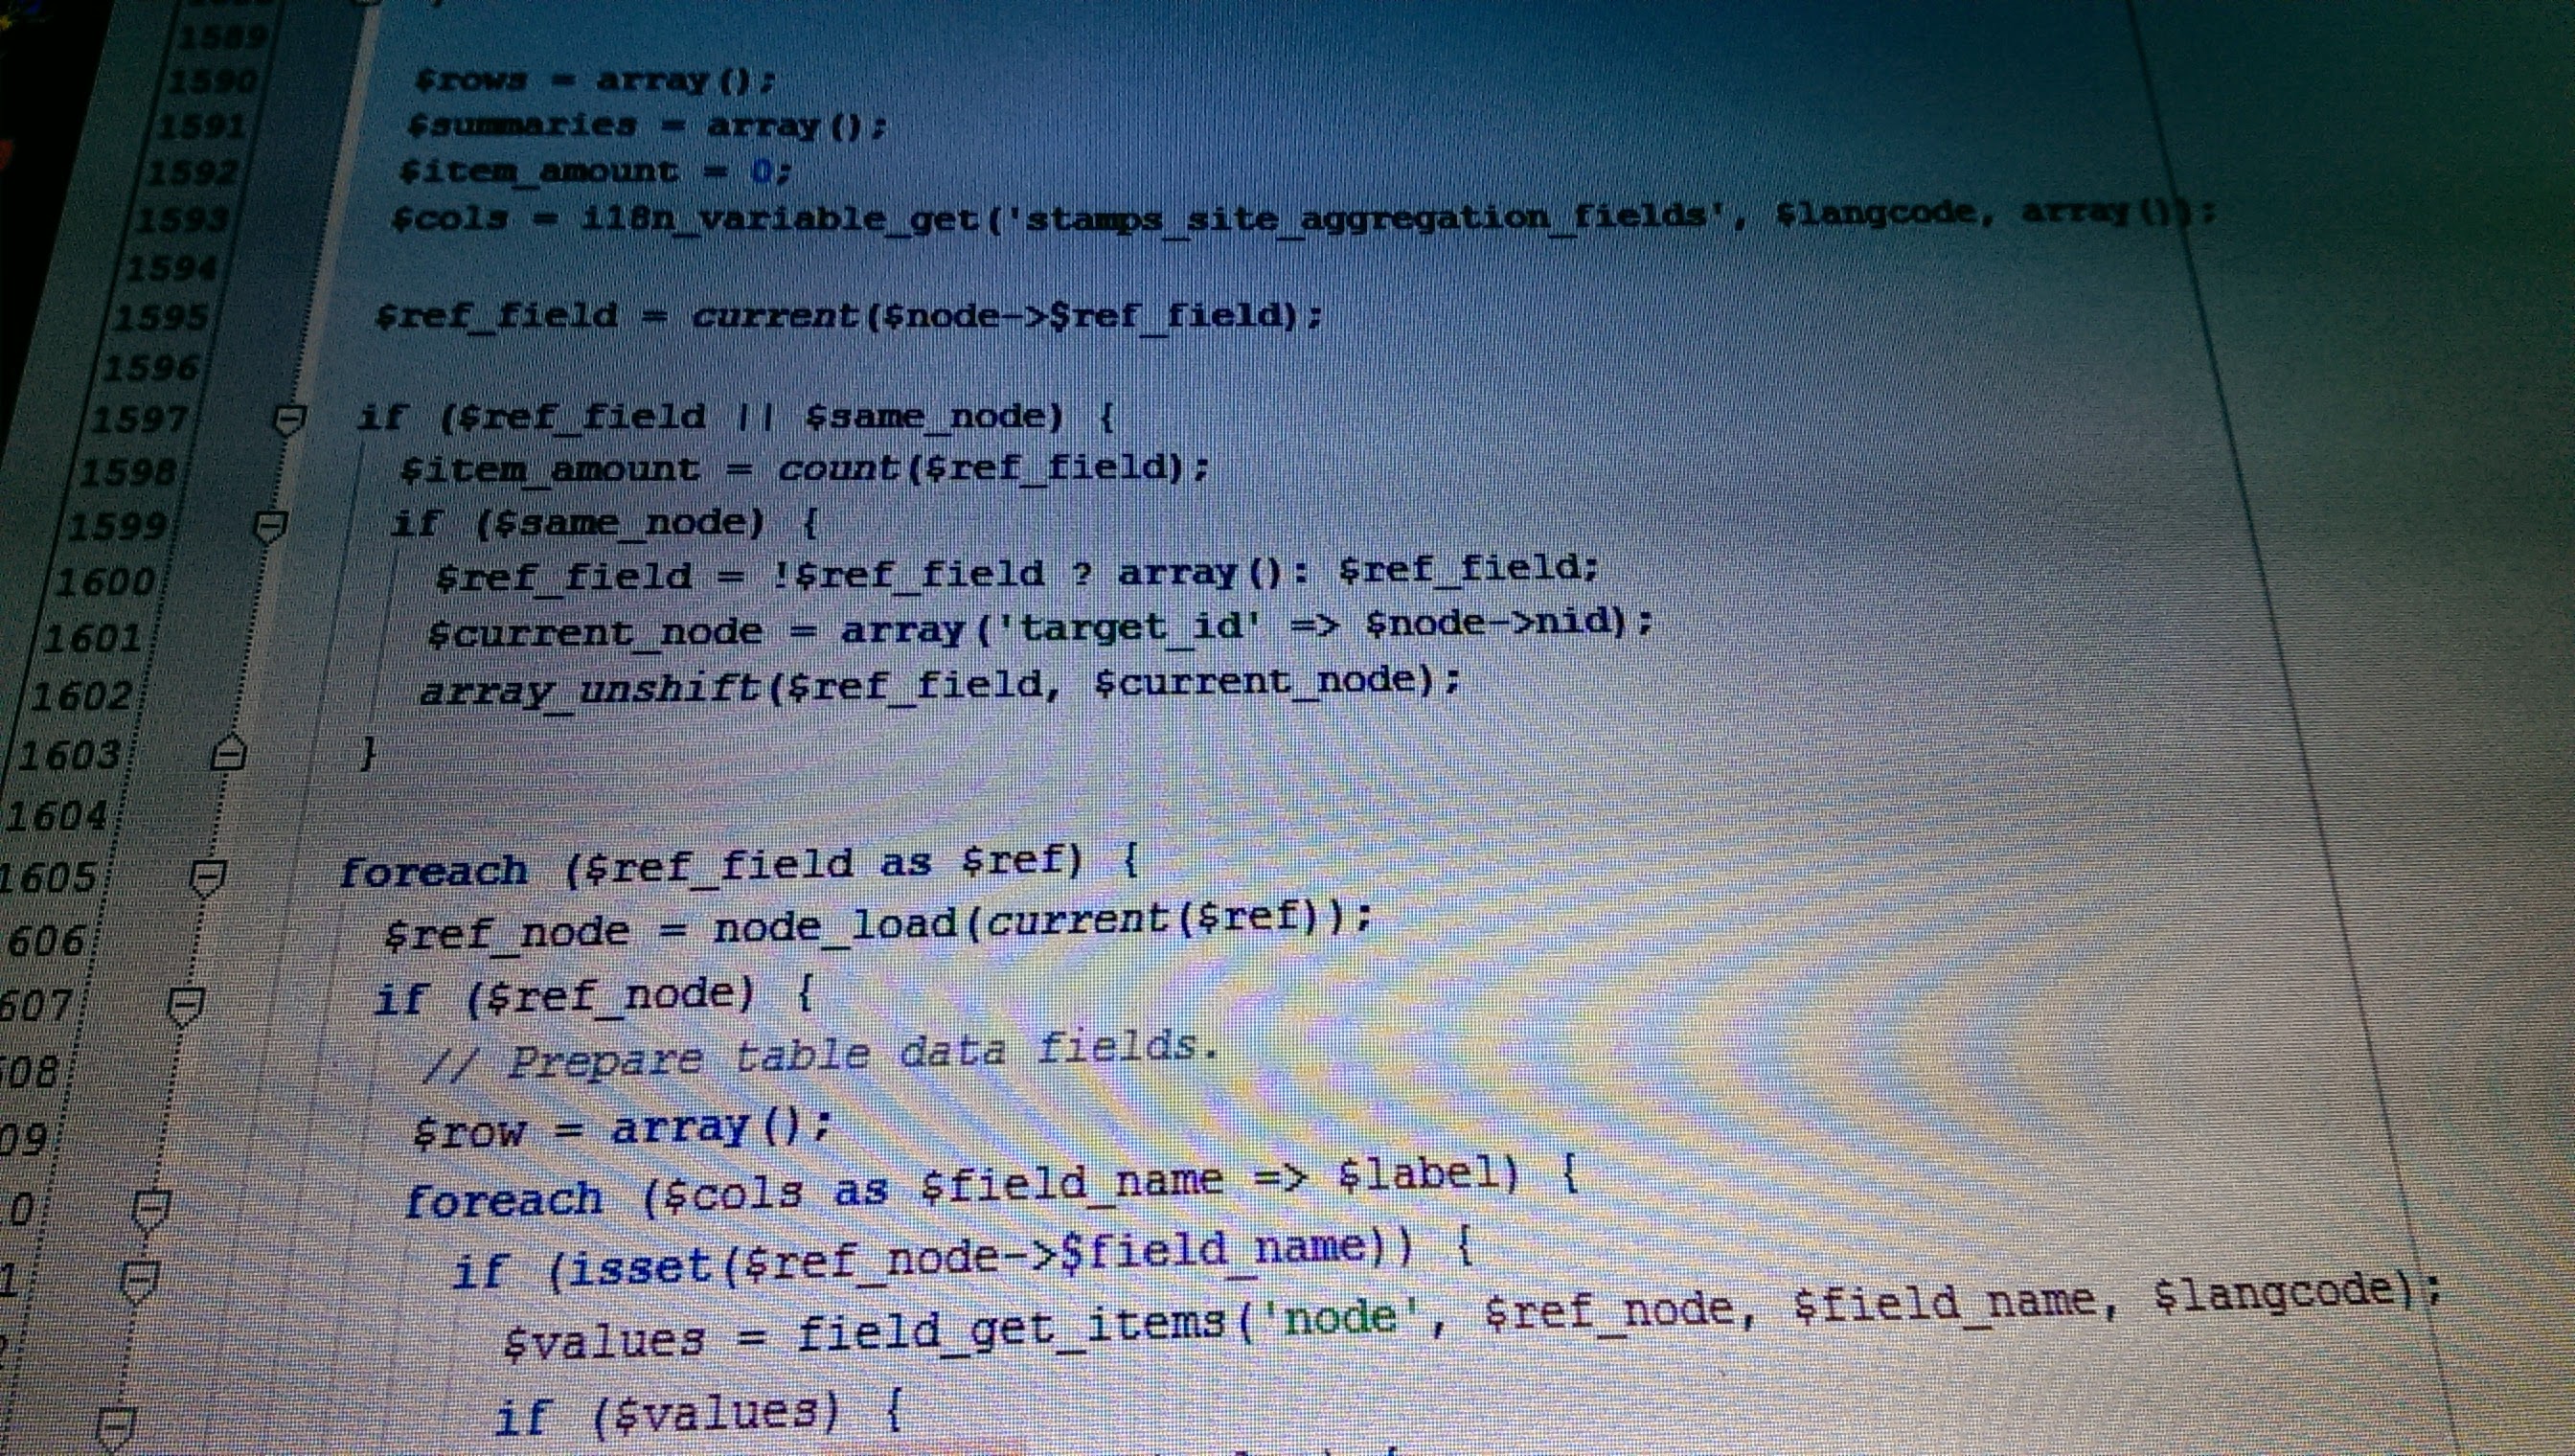 1589
1590 $rows = array();
1591 $summaries = array();
1592 $item_amount = 0;
1593 $cols = i18n_variable_get('stamps_site_aggregation_fields', $langcode, array());
1594
1595 $ref_field = current($node->$ref_field);
1596
1597 if ($ref_field || $same_node) {
1598 $item_amount = count($ref_field);
1599 if ($same_node) {
1600 $ref_field = !$ref_field ? array(): $ref_field;
1601 $current_node = array('target_id' => $node->nid);
1602 array_unshift($ref_field, $current_node);
1603 }
1604
1605 foreach ($ref_field as $ref) {
606 $ref_node = node_load(current($ref));
607 if ($ref_node) {
08 // Prepare table data fields.
09 $row = array();
0 foreach ($cols as $field_name => $label) {
1 if (isset($ref_node->$field_name)) {
$values = field_get_items('node', $ref_node, $field_name, $langcode);
if ($values) {